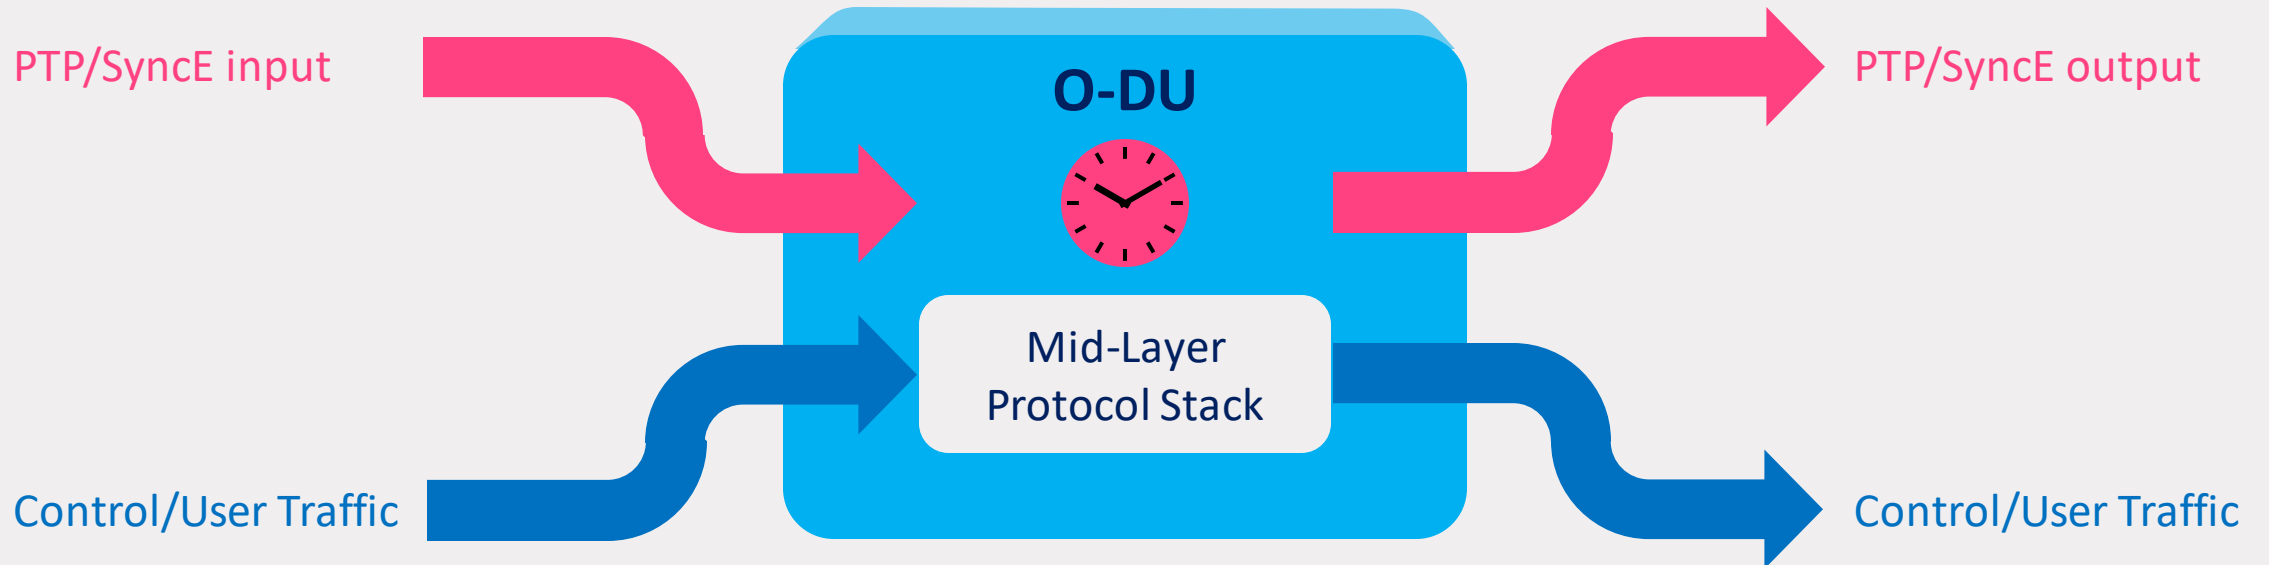 PTP/SyncE input
O-DU
PTP/SyncE output
Mid-Layer
Protocol Stack
Control/User Traffic
Control/User Traffic